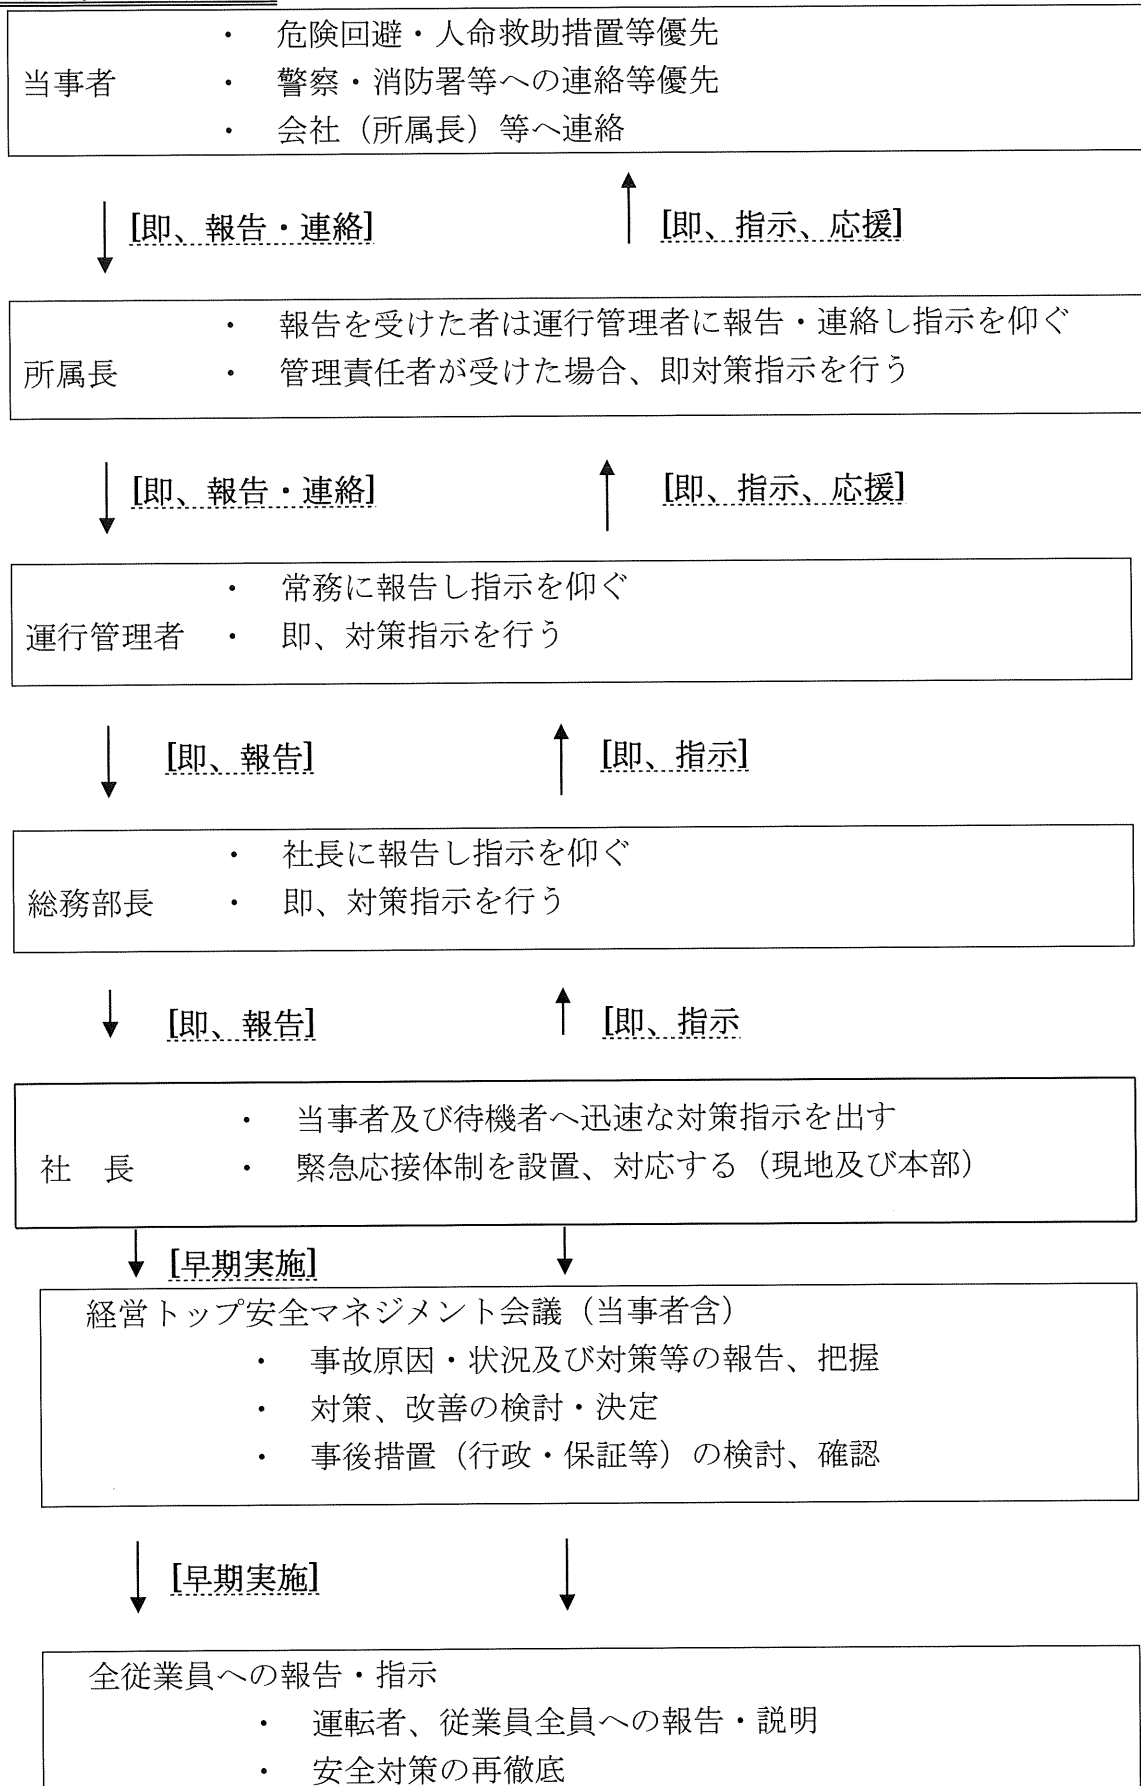 ・ 危険回避・人命救助措置等優先
当事者 ・ 警察・消防署等への連絡等優先
・ 会社（所属長）等へ連絡
[即、報告・連絡] [即、指示、応援]
・ 報告を受けた者は運行管理者に報告・連絡し指示を仰ぐ
所属長 ・ 管理責任者が受けた場合、即対策指示を行う
[即、報告・連絡] [即、指示、応援]
・ 常務に報告し指示を仰ぐ
運行管理者 ・ 即、対策指示を行う
[即、報告] [即、指示]
・ 社長に報告し指示を仰ぐ
総務部長 ・ 即、対策指示を行う
[即、報告] [即、指示
・ 当事者及び待機者へ迅速な対策指示を出す
社　長 ・ 緊急応接体制を設置、対応する（現地及び本部）
[早期実施]
経営トップ安全マネジメント会議（当事者含）
・ 事故原因・状況及び対策等の報告、把握
・ 対策、改善の検討・決定
・ 事後措置（行政・保証等）の検討、確認
[早期実施]
全従業員への報告・指示
・ 運転者、従業員全員への報告・説明
・ 安全対策の再徹底